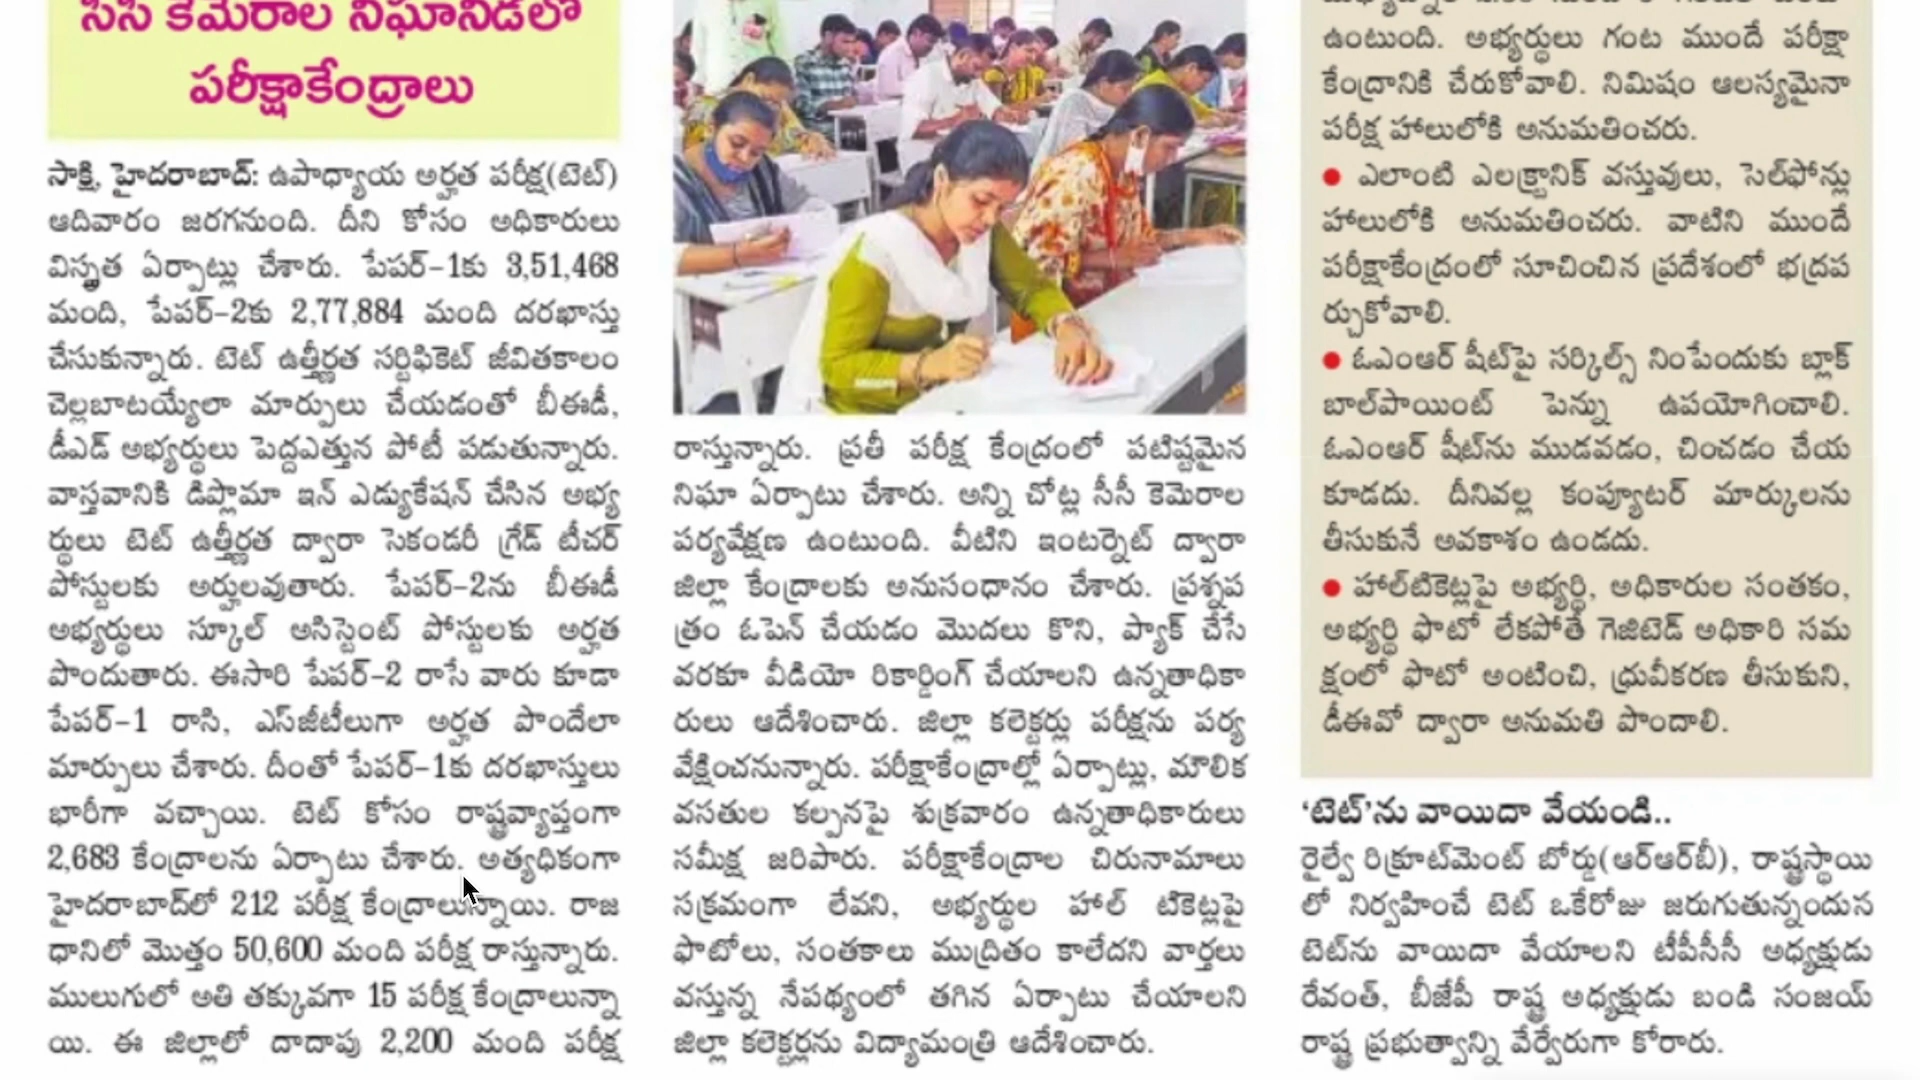 సీసీ కెమెరాల నిఘానీడలో
పరీక్షాకేంద్రాలు
సాక్షి, హైదరాబాద్: ఉపాధ్యాయ అర్హత పరీక్ష(టెట్)
ఆదివారం జరగనుంది. దీని కోసం అధికారులు
విస్తృత ఏర్పాట్లు చేశారు. పేపర్-1కు 3,51,468
మంది, పేపర్-2కు 2,77,884 మంది దరఖాస్తు
చేసుకున్నారు. టెట్ ఉత్తీర్ణత సర్టిఫికెట్ జీవితకాలం
చెల్లబాటయ్యేలా మార్పులు చేయడంతో బీఈడీ,
డీఎడ్ అభ్యర్థులు పెద్దఎత్తున పోటీ పడుతున్నారు.
వాస్తవానికి డిప్లొమా ఇన్ ఎడ్యుకేషన్ చేసిన అభ్య
ర్థులు టెట్ ఉత్తీర్ణత ద్వారా సెకండరీ గ్రేడ్ టీచర్
పోస్టులకు అర్హులవుతారు. పేపర్-2ను బీఈడీ
అభ్యర్థులు స్కూల్ అసిస్టెంట్ పోస్టులకు అర్హత
పొందుతారు. ఈసారి పేపర్-2 రాసే వారు కూడా
పేపర్-1 రాసి, ఎస్‌జీటీలుగా అర్హత పొందేలా
మార్పులు చేశారు. దీంతో పేపర్-1కు దరఖాస్తులు
భారీగా వచ్చాయి. టెట్ కోసం రాష్ట్రవ్యాప్తంగా
2,683 కేంద్రాలను ఏర్పాటు చేశారు. అత్యధికంగా
హైదరాబాద్‌లో 212 పరీక్ష కేంద్రాలున్నాయి. రాజ
ధానిలో మొత్తం 50,600 మంది పరీక్ష రాస్తున్నారు.
ములుగులో అతి తక్కువగా 15 పరీక్ష కేంద్రాలున్నా
యి. ఈ జిల్లాలో దాదాపు 2,200 మంది పరీక్ష
రాస్తున్నారు. ప్రతీ పరీక్ష కేంద్రంలో పటిష్టమైన
నిఘా ఏర్పాటు చేశారు. అన్ని చోట్ల సీసీ కెమెరాల
పర్యవేక్షణ ఉంటుంది. వీటిని ఇంటర్నెట్ ద్వారా
జిల్లా కేంద్రాలకు అనుసంధానం చేశారు. ప్రశ్నప
త్రం ఓపెన్ చేయడం మొదలు కొని, ప్యాక్ చేసే
వరకూ వీడియో రికార్డింగ్ చేయాలని ఉన్నతాధికా
రులు ఆదేశించారు. జిల్లా కలెక్టర్లు పరీక్షను పర్య
వేక్షించనున్నారు. పరీక్షాకేంద్రాల్లో ఏర్పాట్లు, మౌలిక
వసతుల కల్పనపై శుక్రవారం ఉన్నతాధికారులు
సమీక్ష జరిపారు. పరీక్షాకేంద్రాల చిరునామాలు
సక్రమంగా లేవని, అభ్యర్థుల హాల్ టికెట్లపై
ఫొటోలు, సంతకాలు ముద్రితం కాలేదని వార్తలు
వస్తున్న నేపథ్యంలో తగిన ఏర్పాటు చేయాలని
జిల్లా కలెక్టర్లను విద్యామంత్రి ఆదేశించారు.
ఉంటుంది. అభ్యర్థులు గంట ముందే పరీక్షా
కేంద్రానికి చేరుకోవాలి. నిమిషం ఆలస్యమైనా
పరీక్ష హాలులోకి అనుమతించరు.
● ఎలాంటి ఎలక్ట్రానిక్ వస్తువులు, సెల్‌ఫోన్లు
హాలులోకి అనుమతించరు. వాటిని ముందే
పరీక్షాకేంద్రంలో సూచించిన ప్రదేశంలో భద్రప
ర్చుకోవాలి.
● ఓఎంఆర్ షీట్‌పై సర్కిల్స్ నింపేందుకు బ్లాక్
బాల్‌పాయింట్ పెన్ను ఉపయోగించాలి.
ఓఎంఆర్ షీట్‌ను ముడవడం, చించడం చేయ
కూడదు. దీనివల్ల కంప్యూటర్ మార్కులను
తీసుకునే అవకాశం ఉండదు.
● హాల్‌టికెట్లపై అభ్యర్థి, అధికారుల సంతకం,
అభ్యర్థి ఫొటో లేకపోతే గెజిటెడ్ అధికారి సమ
క్షంలో ఫొటో అంటించి, ధ్రువీకరణ తీసుకుని,
డీఈవో ద్వారా అనుమతి పొందాలి.
‘టెట్’ను వాయిదా వేయండి..
రైల్వే రిక్రూట్‌మెంట్ బోర్డు(ఆర్ఆర్‌బీ), రాష్ట్రస్థాయి
లో నిర్వహించే టెట్ ఒకేరోజు జరుగుతున్నందున
టెట్‌ను వాయిదా వేయాలని టీపీసీసీ అధ్యక్షుడు
రేవంత్, బీజేపీ రాష్ట్ర అధ్యక్షుడు బండి సంజయ్
రాష్ట్ర ప్రభుత్వాన్ని వేర్వేరుగా కోరారు.